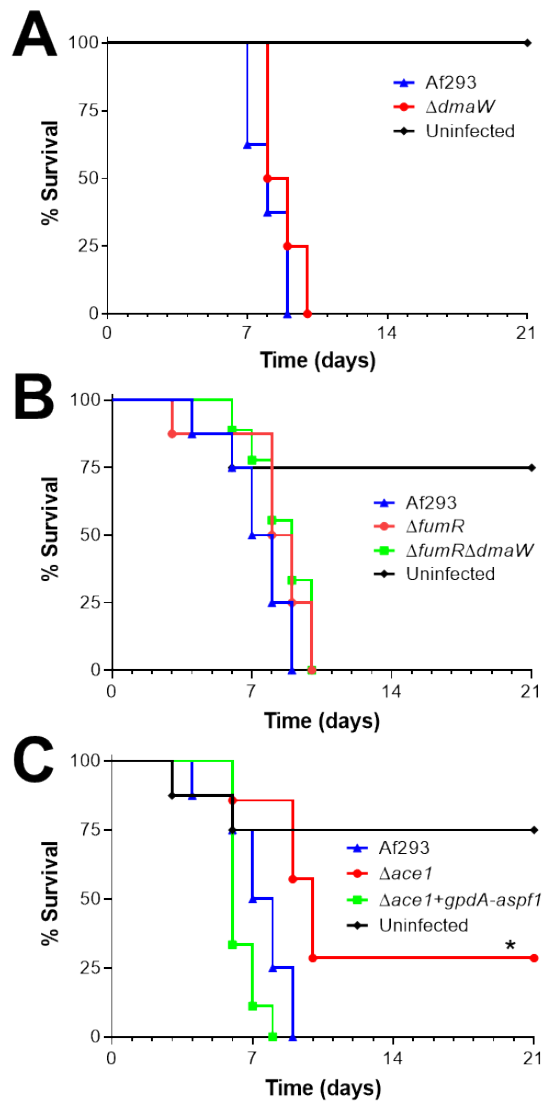 A
100
75
50
25
0
% Survival
Af293
ΔdmaW
Uninfected
0 7 14 21
Time (days)
B
100
75
50
25
0
% Survival
Af293
ΔfumR
ΔfumRΔdmaW
Uninfected
0 7 14 21
Time (days)
C
100
75
50
25
0
% Survival
Af293
Δace1
Δace1+gpdA-aspf1
Uninfected
*
0 7 14 21
Time (days)